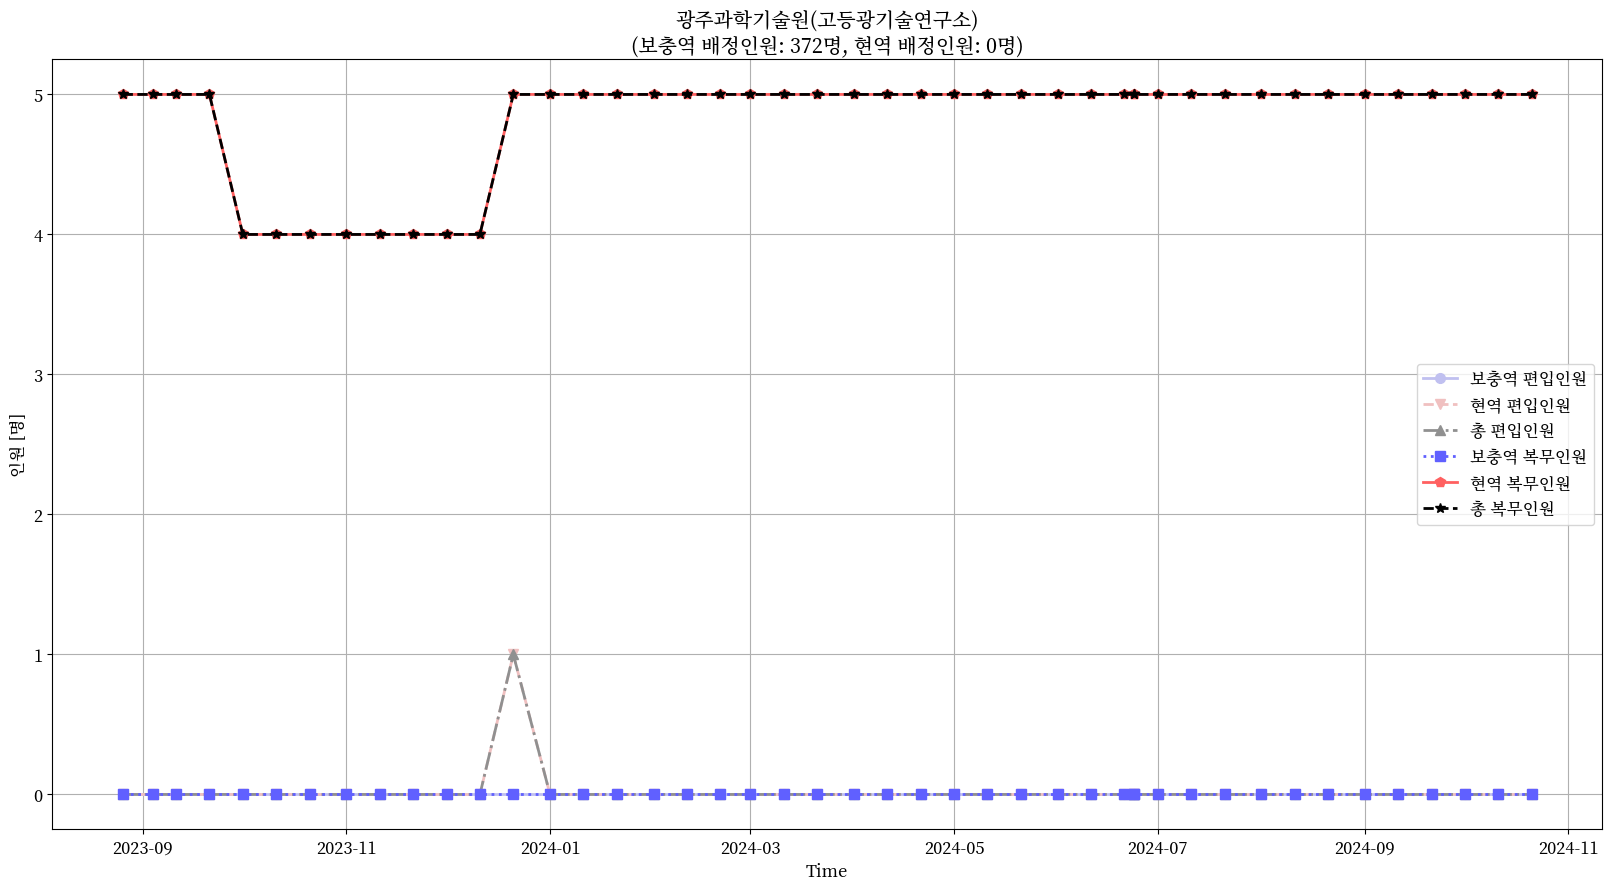 광주과학기술원(고등광기술연구소)
(보충역 배정인원: 372명, 현역 배정인원: 0명)
인원 [명]
5
4
3
2
1
0
보충역 편입인원
현역 편입인원
총 편입인원
보충역 복무인원
현역 복무인원
총 복무인원
2023-09
2023-11
2024-01
2024-03
2024-05
2024-07
2024-09
2024-11
Time